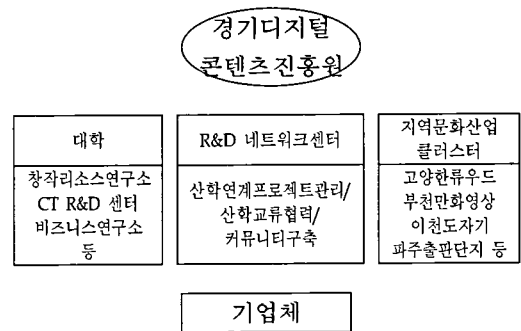 경기디지털
콘텐츠진흥원
대학
창작리소스연구소
CT R&D 센터
비즈니스연구소
등
R&D 네트워크센터
산학연계프로젝트관리/
산학교류협력/
커뮤니티구축
지역문화산업
클러스터
고양한류우드
부천만화영상
이천도자기
파주출판단지 등
기업체